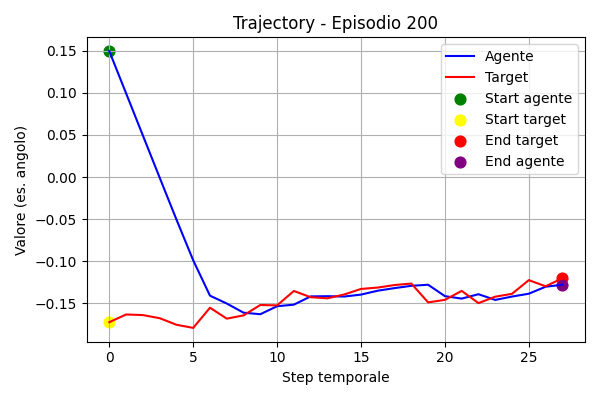 Trajectory - Episodio 200
Agente
Target
Start agente
Start target
End target
End agente
Valore (es. angolo)
0.15
0.10
0.05
0.00
−0.05
−0.10
−0.15
0 5 10 15 20 25
Step temporale